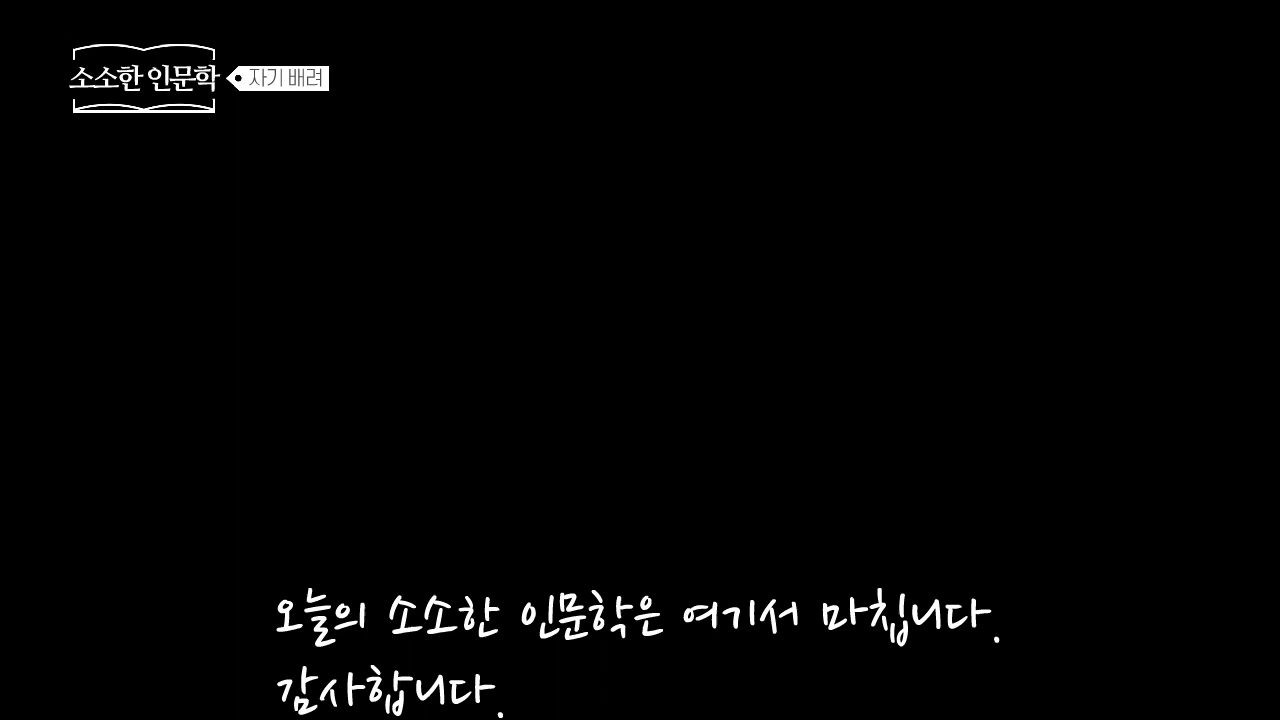 소소한 인문학 자기 배려
오늘의 소소한 인문학은 여기서 마칩니다.
감사합니다.